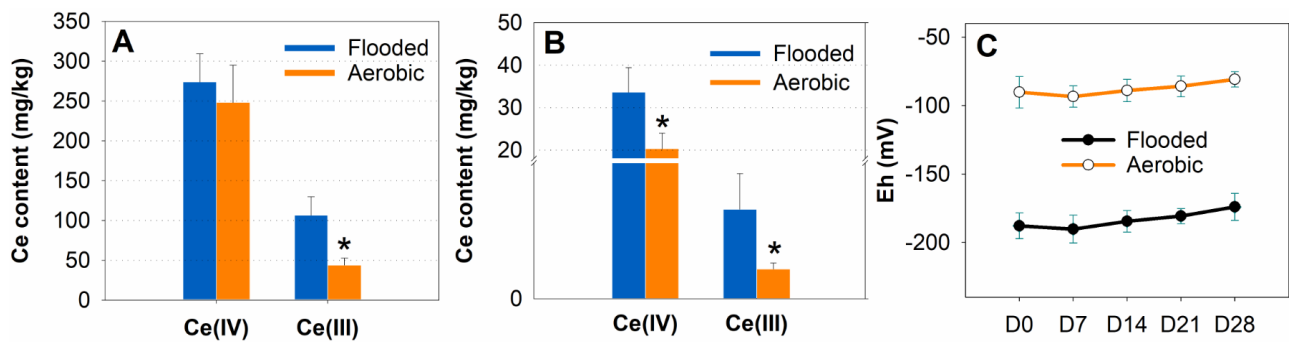 A
Ce content (mg/kg)
350
300
250
200
150
100
50
0
Flooded
Aerobic
*
Ce(IV)
Ce(III)
B
Ce content (mg/kg)
50
40
30
20
0
Flooded
Aerobic
*
*
Ce(IV)
Ce(III)
C
Eh (mV)
-50
-100
-150
-200
Flooded
Aerobic
D0 D7 D14 D21 D28